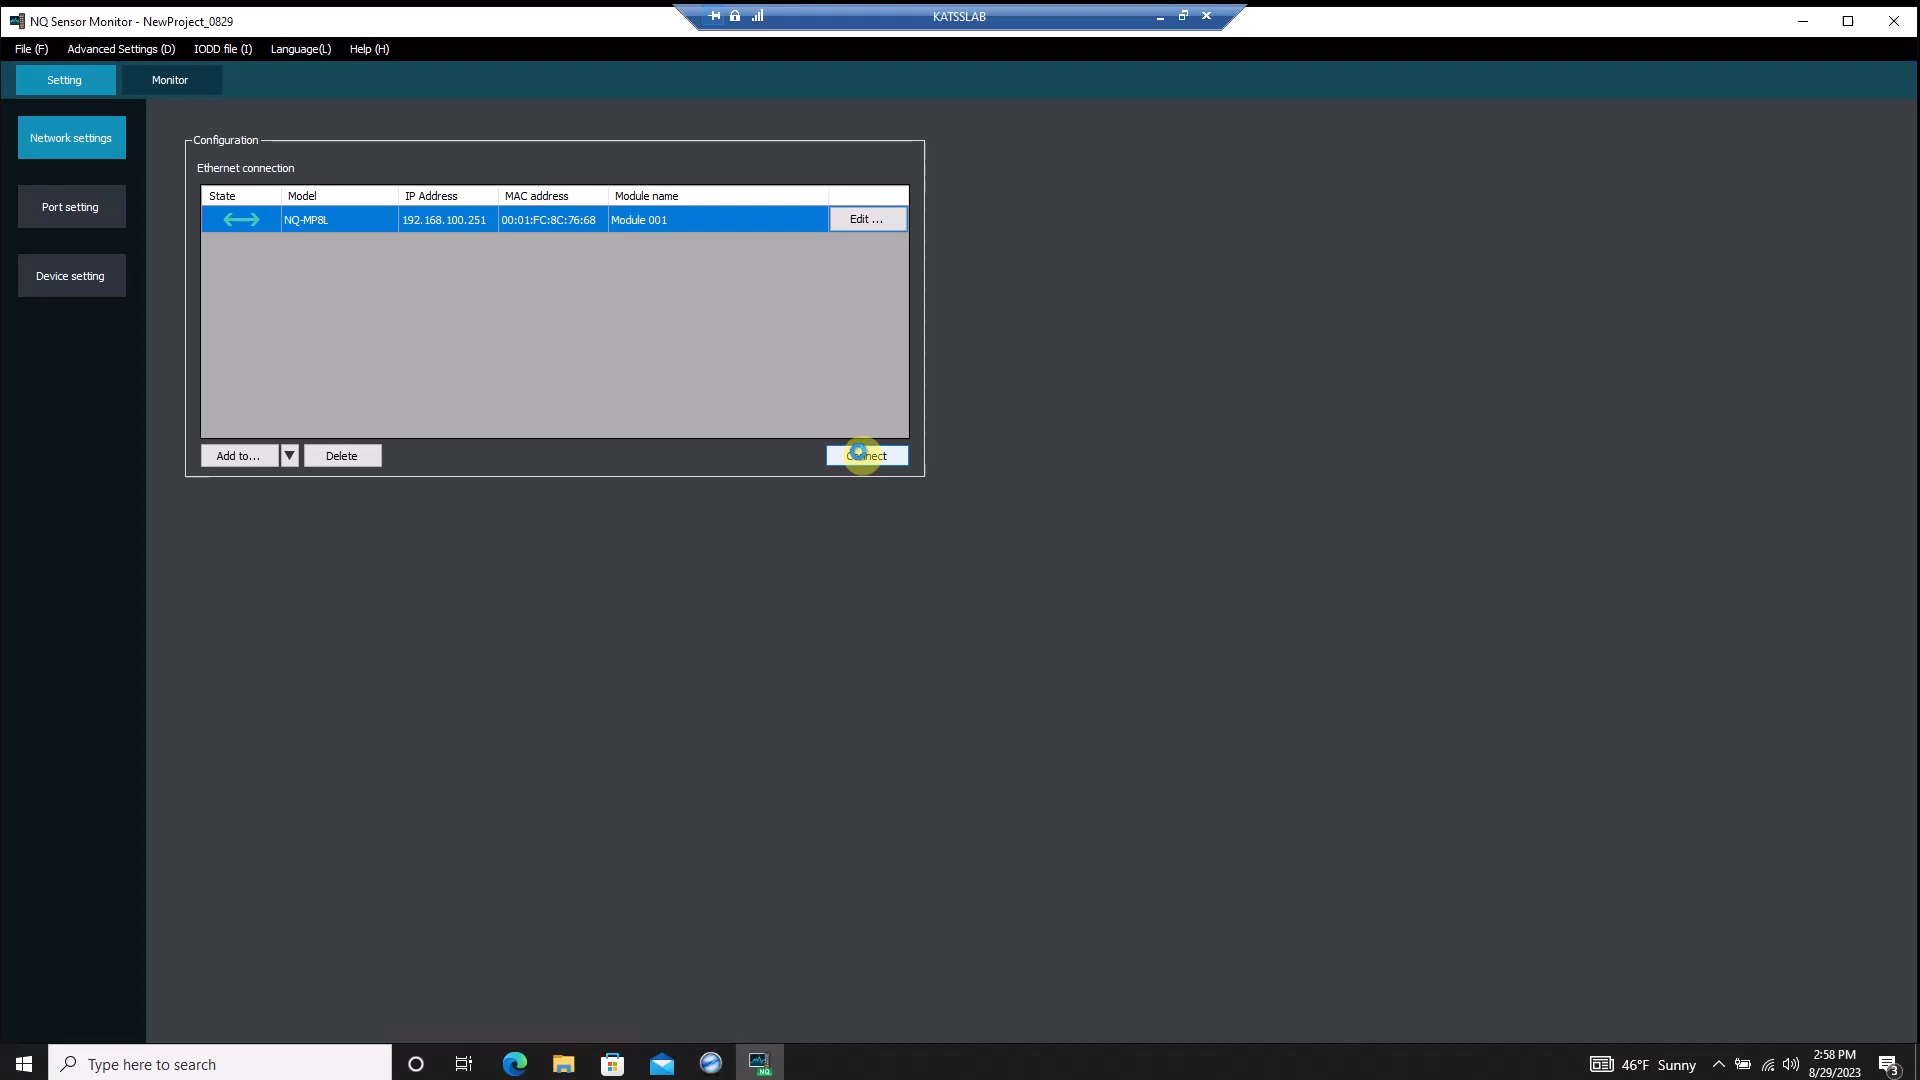 NQ Sensor Monitor - NewProject_0829
KATSSLAB
File (F) Advanced Settings (D) IODD file (I) Language(L) Help (H)
Setting Monitor
Network settings
Port setting
Device setting
Configuration
Ethernet connection
State Model IP Address MAC address Module name
NQ-MP8L 192.168.100.251 00:01:FC:8C:76:68 Module 001 Edit ...
Add to... Delete Connect
Type here to search
NQ
46°F Sunny
2:58 PM
8/29/2023
3